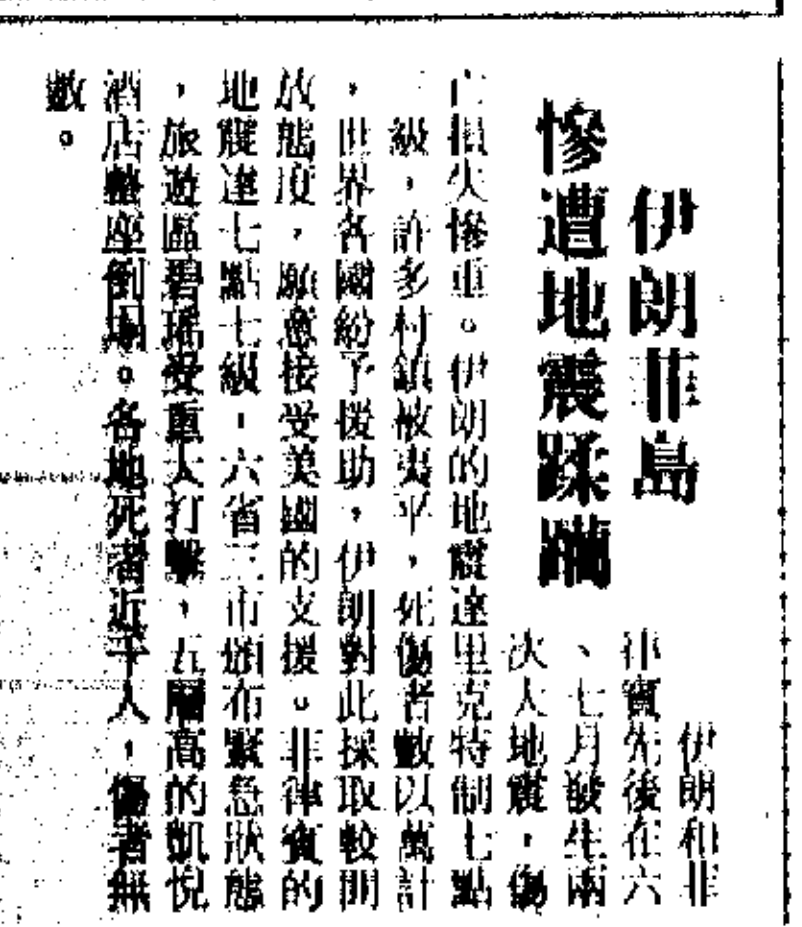 伊朗菲島
慘遭地震蹂躪
伊朗和菲
律賓先後在六
、七月發生兩
次大地震，傷
亡損失慘重。伊朗的地震達里克特制七點
三級，許多村鎮被夷平，死傷者數以萬計
，世界各國紛予援助，伊朗對此採取較開
放態度，願意接受美國的支援。菲律賓的
地震達七點七級，六省三市頒布緊急狀態
，旅遊區碧瑤受重大打擊，五層高的凱悅
酒店整座倒塌。各地死者近千人，傷者無
數。